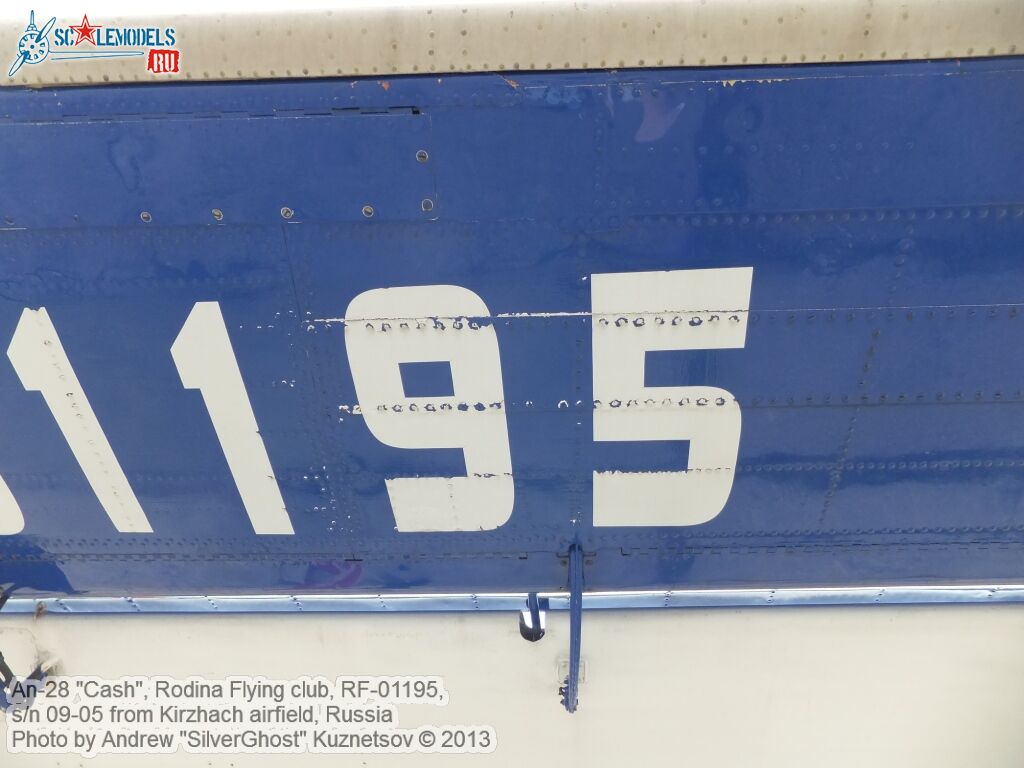 SCALEMODELS
.RU
1195
An-28 "Cash", Rodina Flying club, RF-01195,
s/n 09-05 from Kirzhach airfield, Russia
Photo by Andrew "SilverGhost" Kuznetsov © 2013